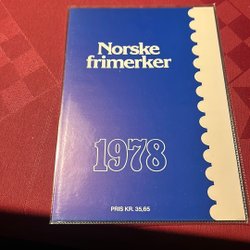 Norske
frimerker
1978
PRIS KR. 35,65